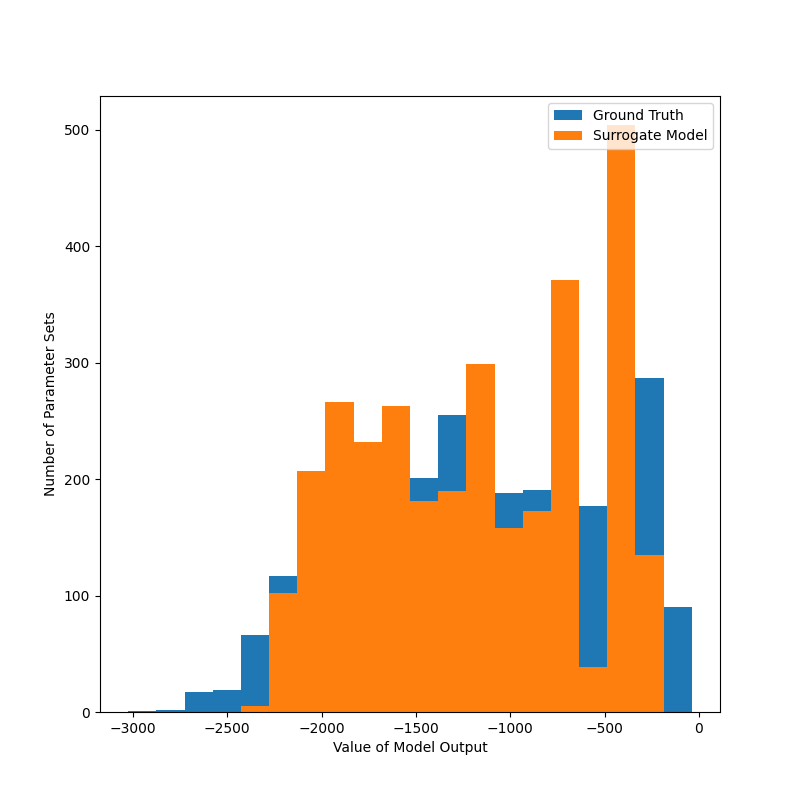 Ground Truth
Surrogate Model
500
400
300
200
100
0
Number of Parameter Sets
−3000 −2500 −2000 −1500 −1000 −500 0
Value of Model Output